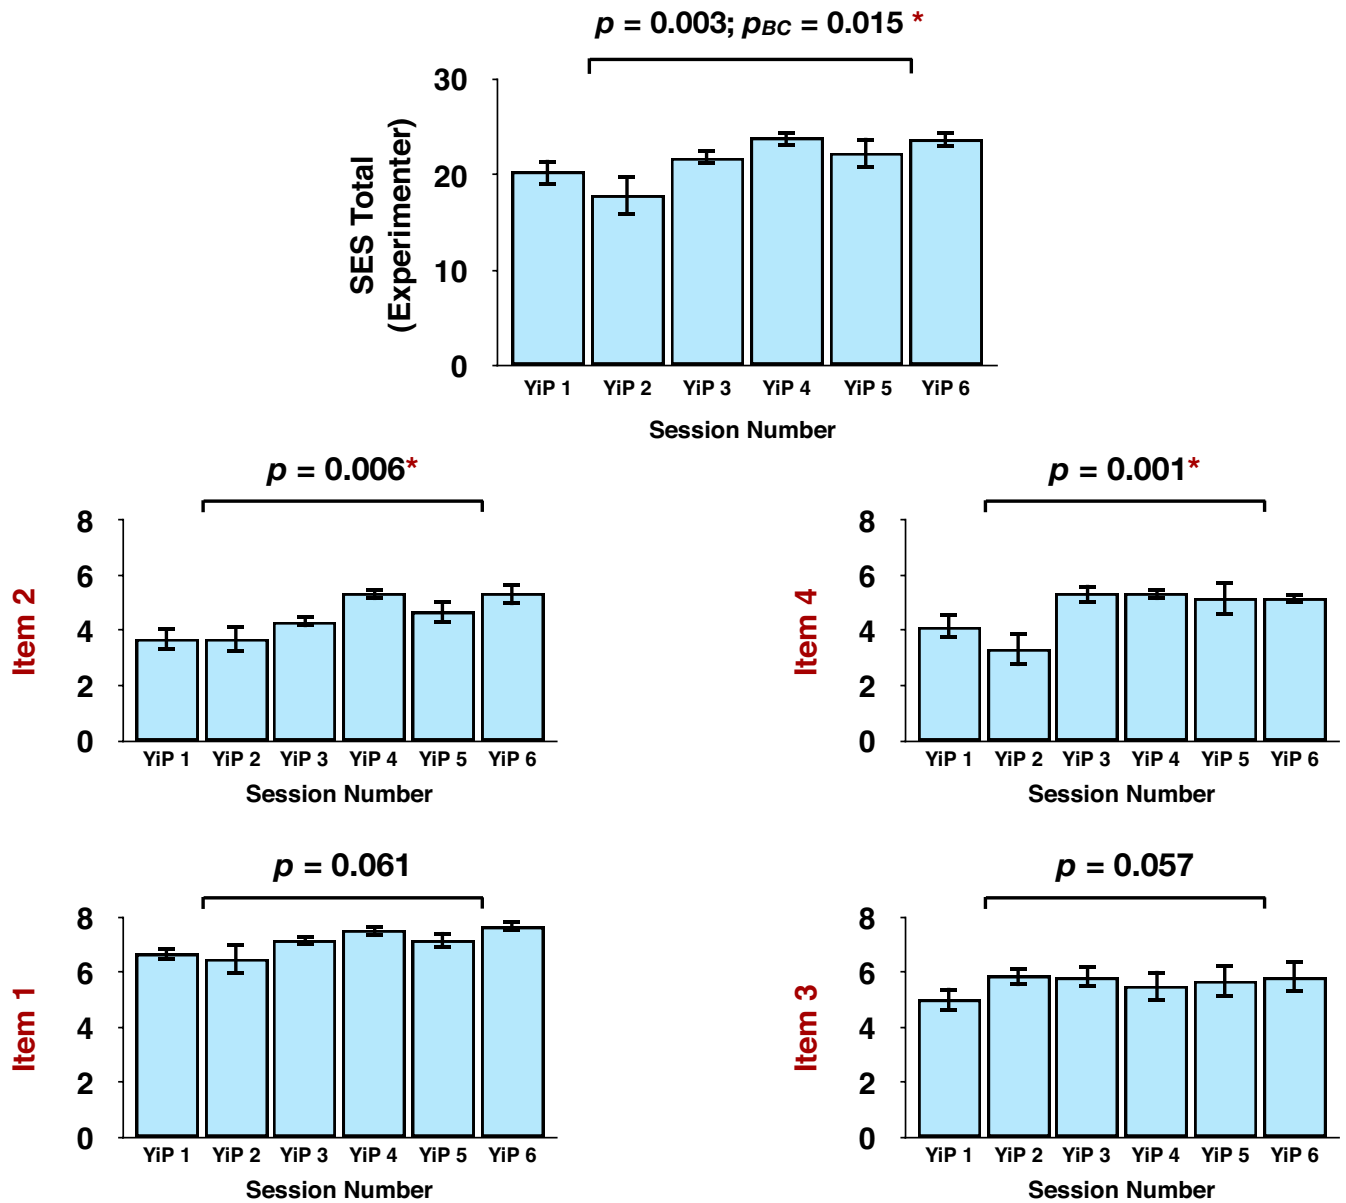 p = 0.003; pBC = 0.015 *
30
20
10
0
SES Total
(Experimenter)
YiP 1 YiP 2 YiP 3 YiP 4 YiP 5 YiP 6
Session Number
p = 0.006*
8
6
4
2
0
Item 2
YiP 1 YiP 2 YiP 3 YiP 4 YiP 5 YiP 6
Session Number
p = 0.001*
8
6
4
2
0
Item 4
YiP 1 YiP 2 YiP 3 YiP 4 YiP 5 YiP 6
Session Number
p = 0.061
8
6
4
2
0
Item 1
YiP 1 YiP 2 YiP 3 YiP 4 YiP 5 YiP 6
Session Number
p = 0.057
8
6
4
2
0
Item 3
YiP 1 YiP 2 YiP 3 YiP 4 YiP 5 YiP 6
Session Number